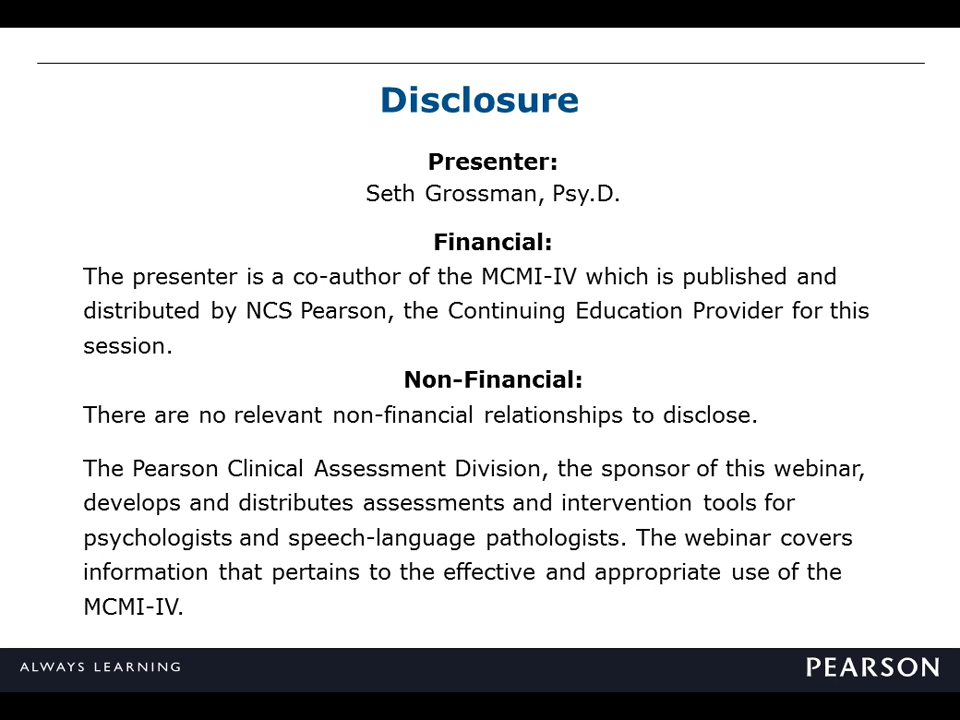 Disclosure
Presenter:
Seth Grossman, Psy.D.
Financial:
The presenter is a co-author of the MCMI-IV which is published and
distributed by NCS Pearson, the Continuing Education Provider for this
session.
Non-Financial:
There are no relevant non-financial relationships to disclose.
The Pearson Clinical Assessment Division, the sponsor of this webinar,
develops and distributes assessments and intervention tools for
psychologists and speech-language pathologists. The webinar covers
information that pertains to the effective and appropriate use of the
MCMI-IV.
ALWAYS LEARNING
PEARSON